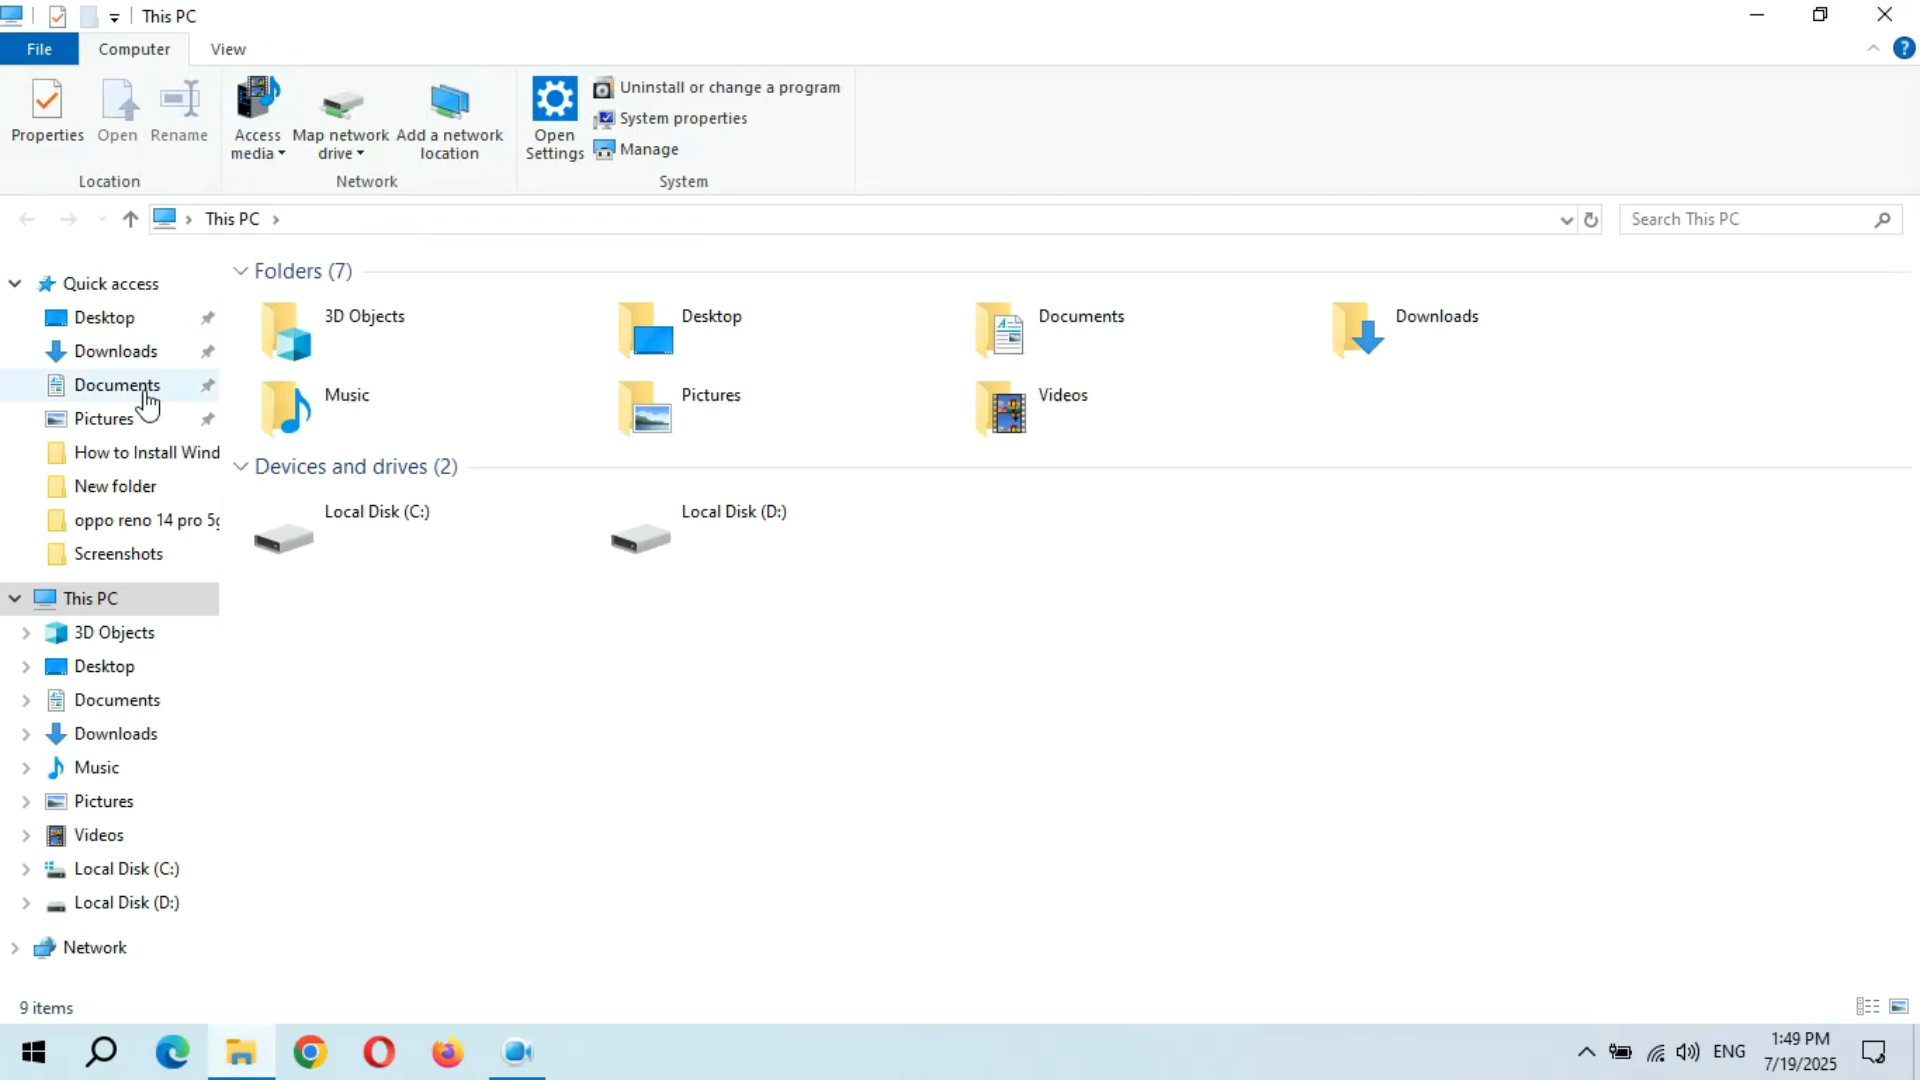 This PC
File
Computer
View
Properties
Open
Rename
Access
media
Map network
drive
Add a network
location
Open
Settings
Uninstall or change a program
System properties
Manage
Location
Network
System
This PC
Search This PC
Quick access
Desktop
Downloads
Documents
Pictures
How to Install Wind
New folder
oppo reno 14 pro 5g
Screenshots
This PC
3D Objects
Desktop
Documents
Downloads
Music
Pictures
Videos
Local Disk (C:)
Local Disk (D:)
Network
Folders (7)
3D Objects
Desktop
Documents
Downloads
Music
Pictures
Videos
Devices and drives (2)
Local Disk (C:)
Local Disk (D:)
9 items
ENG
1:49 PM
7/19/2025